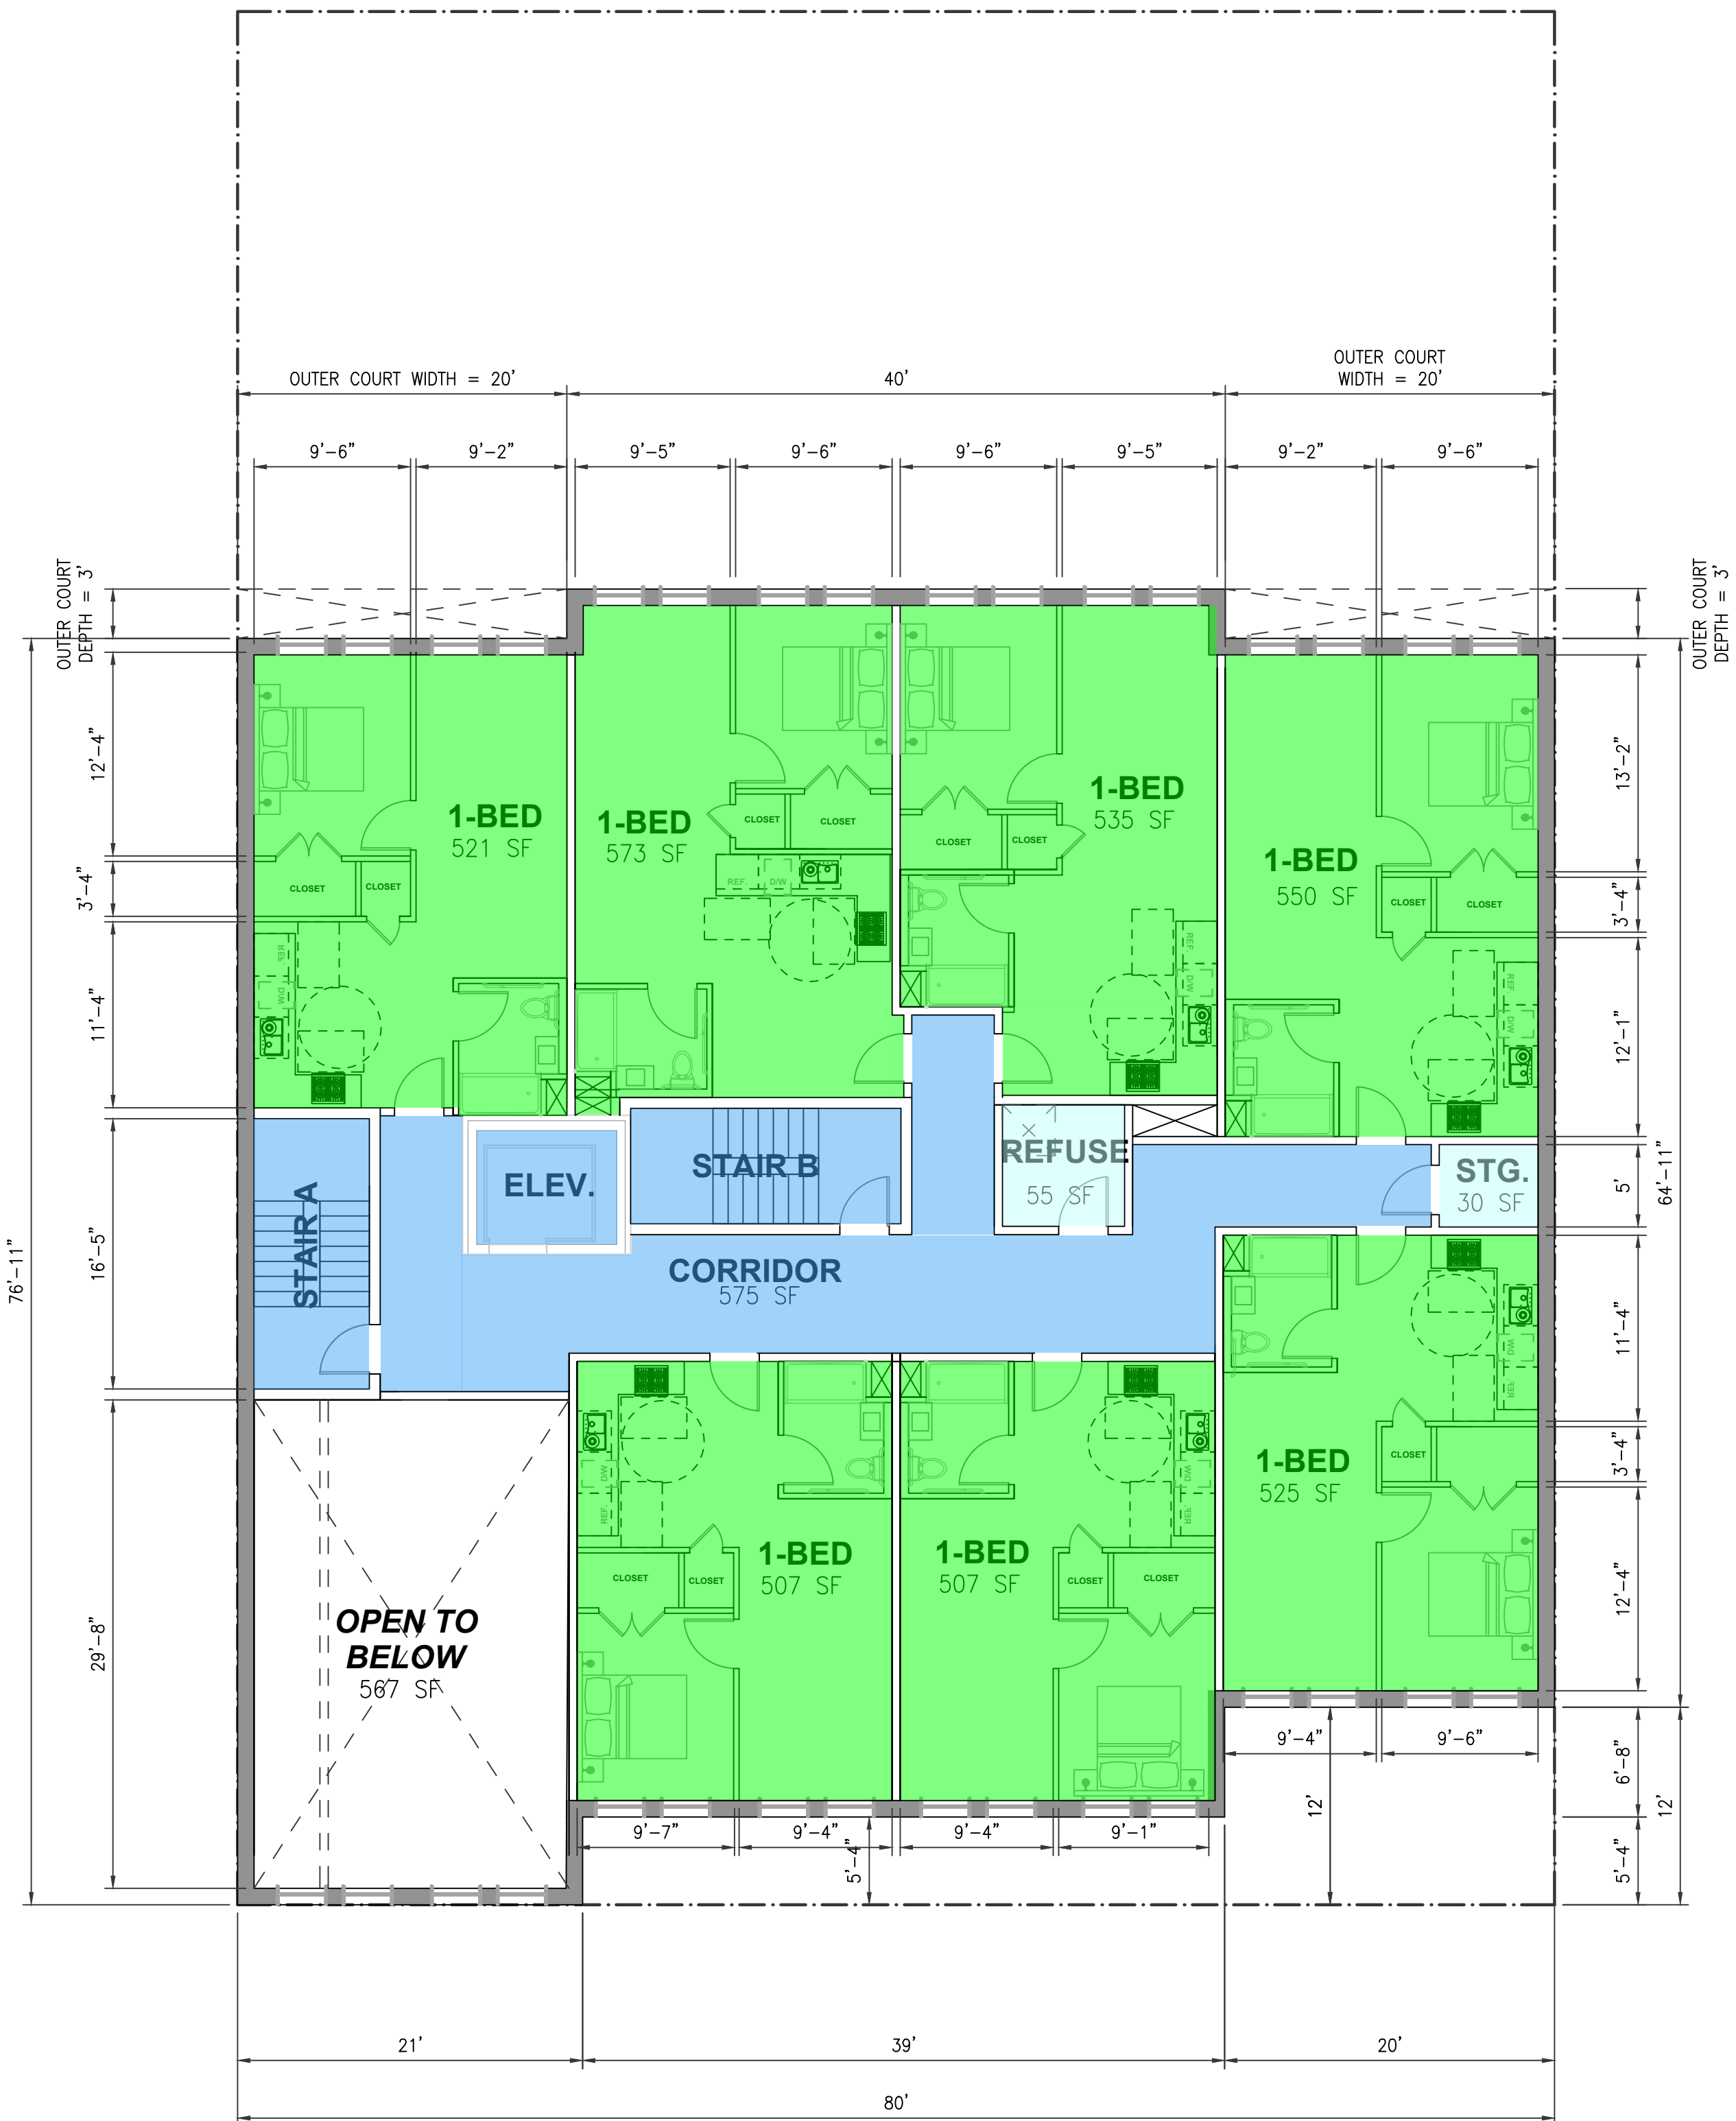 OUTER COURT
OUTER COURT WIDTH = 20'
40'
WIDTH = 20'
9'-6"
9'-2"
9'-5"
9'-6"
9'-6"
9'-5"
9'-2"
9'-6"
OUTER COURT
DEPTH = 3'
OUTER COURT
DEPTH = 3'
12'-4"
3'-4"
11'-4"
16'-5"
29'-8"
76'-11"
1-BED
521 SF
CLOSET
CLOSET
REF.
D/W
1-BED
573 SF
CLOSET
CLOSET
REF.
D/W
1-BED
535 SF
CLOSET
CLOSET
REF.
D/W
1-BED
550 SF
CLOSET
CLOSET
REF.
D/W
13'-2"
3'-4"
12'-1"
5'
64'-11"
11'-4"
3'-4"
12'-4"
6'-8"
5'-4"
12'
STAIR A
ELEV.
STAIR B
REFUSE
55 SF
STG.
30 SF
CORRIDOR
575 SF
D/W
REF.
CLOSET
CLOSET
1-BED
507 SF
D/W
REF.
CLOSET
CLOSET
1-BED
507 SF
D/W
REF.
CLOSET
1-BED
525 SF
OPEN TO
BELOW
567 SF
9'-4"
9'-6"
12'
9'-7"
9'-4"
9'-4"
9'-1"
5'-4"
21'
39'
20'
80'